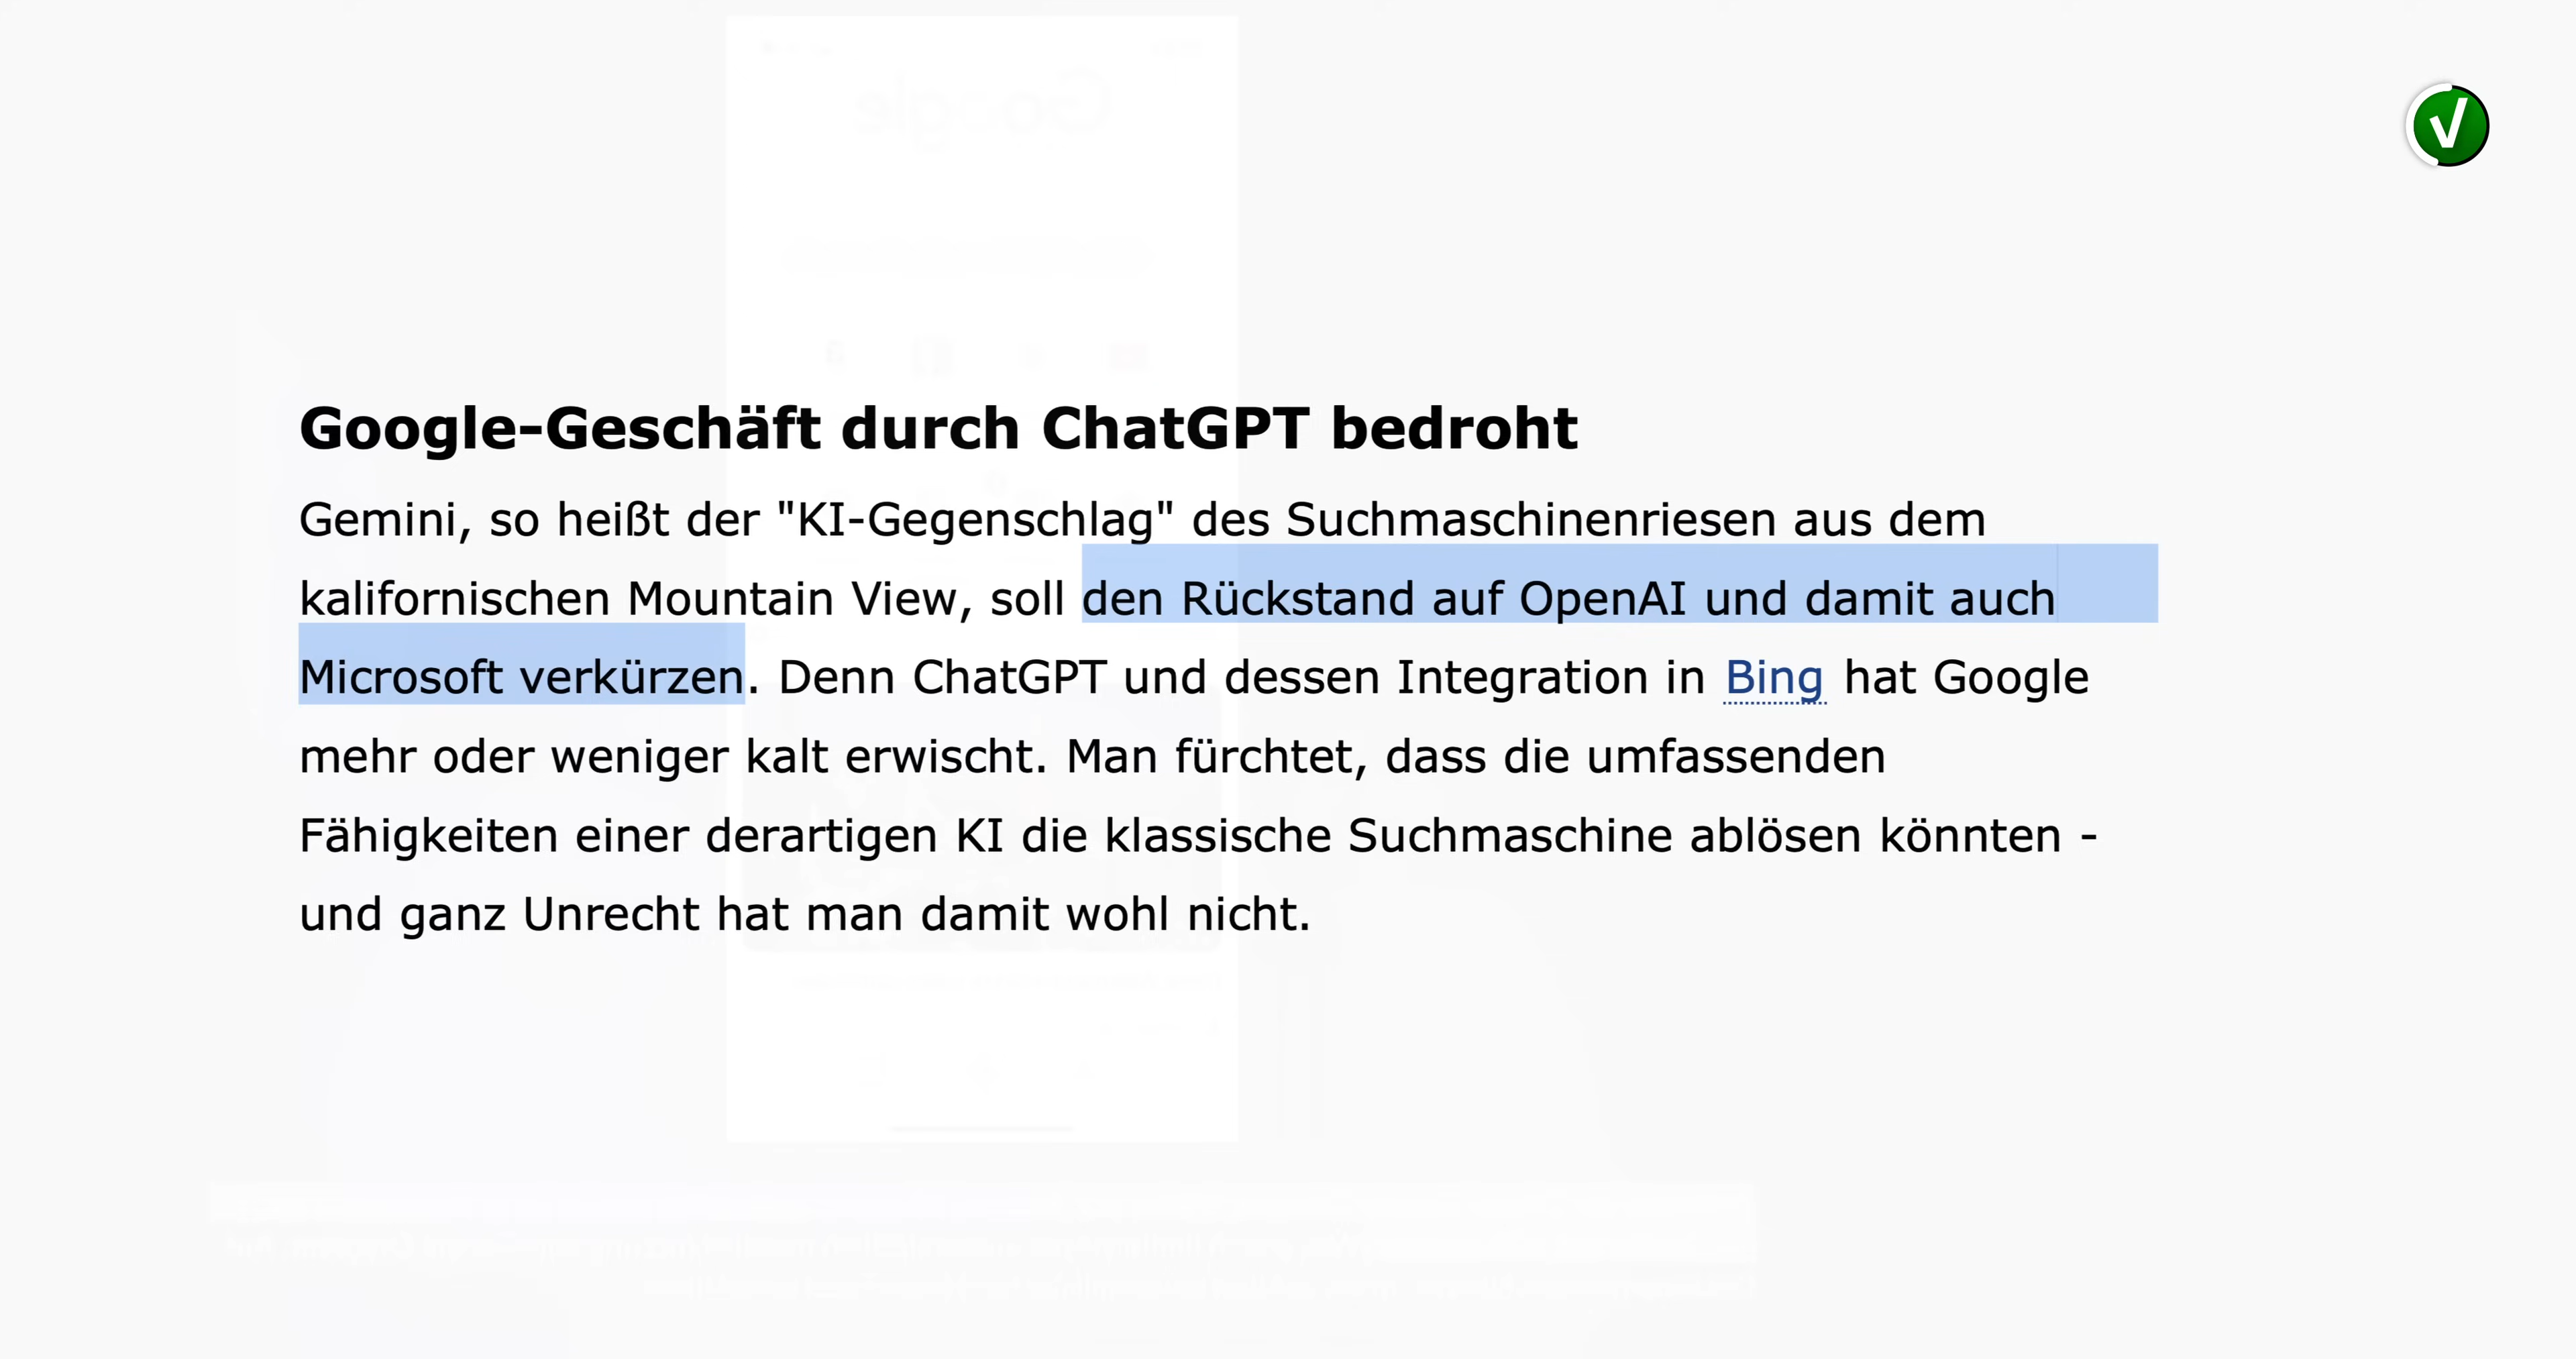 Google
Google-Geschäft durch ChatGPT bedroht
Gemini, so heißt der "KI-Gegenschlag" des Suchmaschinenriesen aus dem
kalifornischen Mountain View, soll den Rückstand auf OpenAI und damit auch
Microsoft verkürzen. Denn ChatGPT und dessen Integration in Bing hat Google
mehr oder weniger kalt erwischt. Man fürchtet, dass die umfassenden
Fähigkeiten einer derartigen KI die klassische Suchmaschine ablösen könnten -
und ganz Unrecht hat man damit wohl nicht.